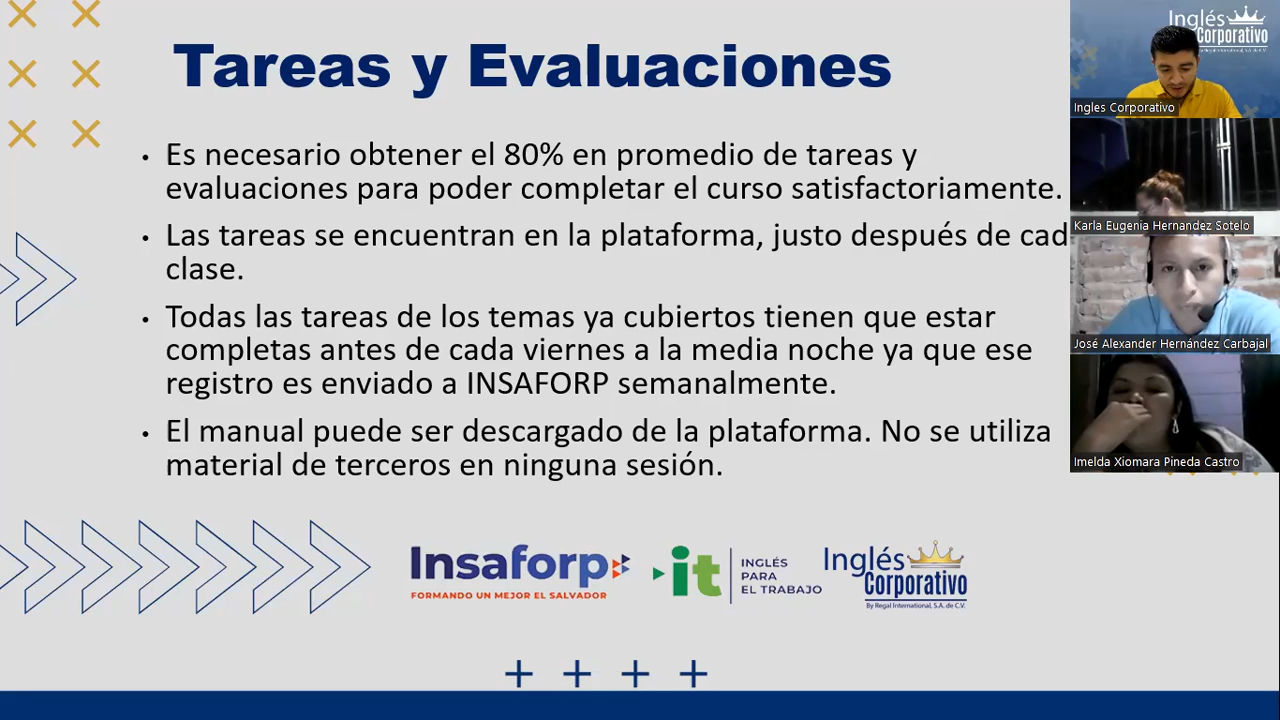 Tareas y Evaluaciones
• Es necesario obtener el 80% en promedio de tareas y
evaluaciones para poder completar el curso satisfactoriamente.
• Las tareas se encuentran en la plataforma, justo después de cad
clase.
• Todas las tareas de los temas ya cubiertos tienen que estar
completas antes de cada viernes a la media noche ya que ese
registro es enviado a INSAFORP semanalmente.
• El manual puede ser descargado de la plataforma. No se utiliza
material de terceros en ninguna sesión.
Insaforp
FORMANDO UN MEJOR EL SALVADOR
it
INGLÉS
PARA
EL TRABAJO
Inglés
Corporativo
By Regal International, S.A. de C.V.
Inglés
Corporativo
By Regal International, S.A. de C.V.
Ingles Corporativo
Karla Eugenia Hernandez Sotelo
José Alexander Hernández Carbajal
Imelda Xiomara Pineda Castro